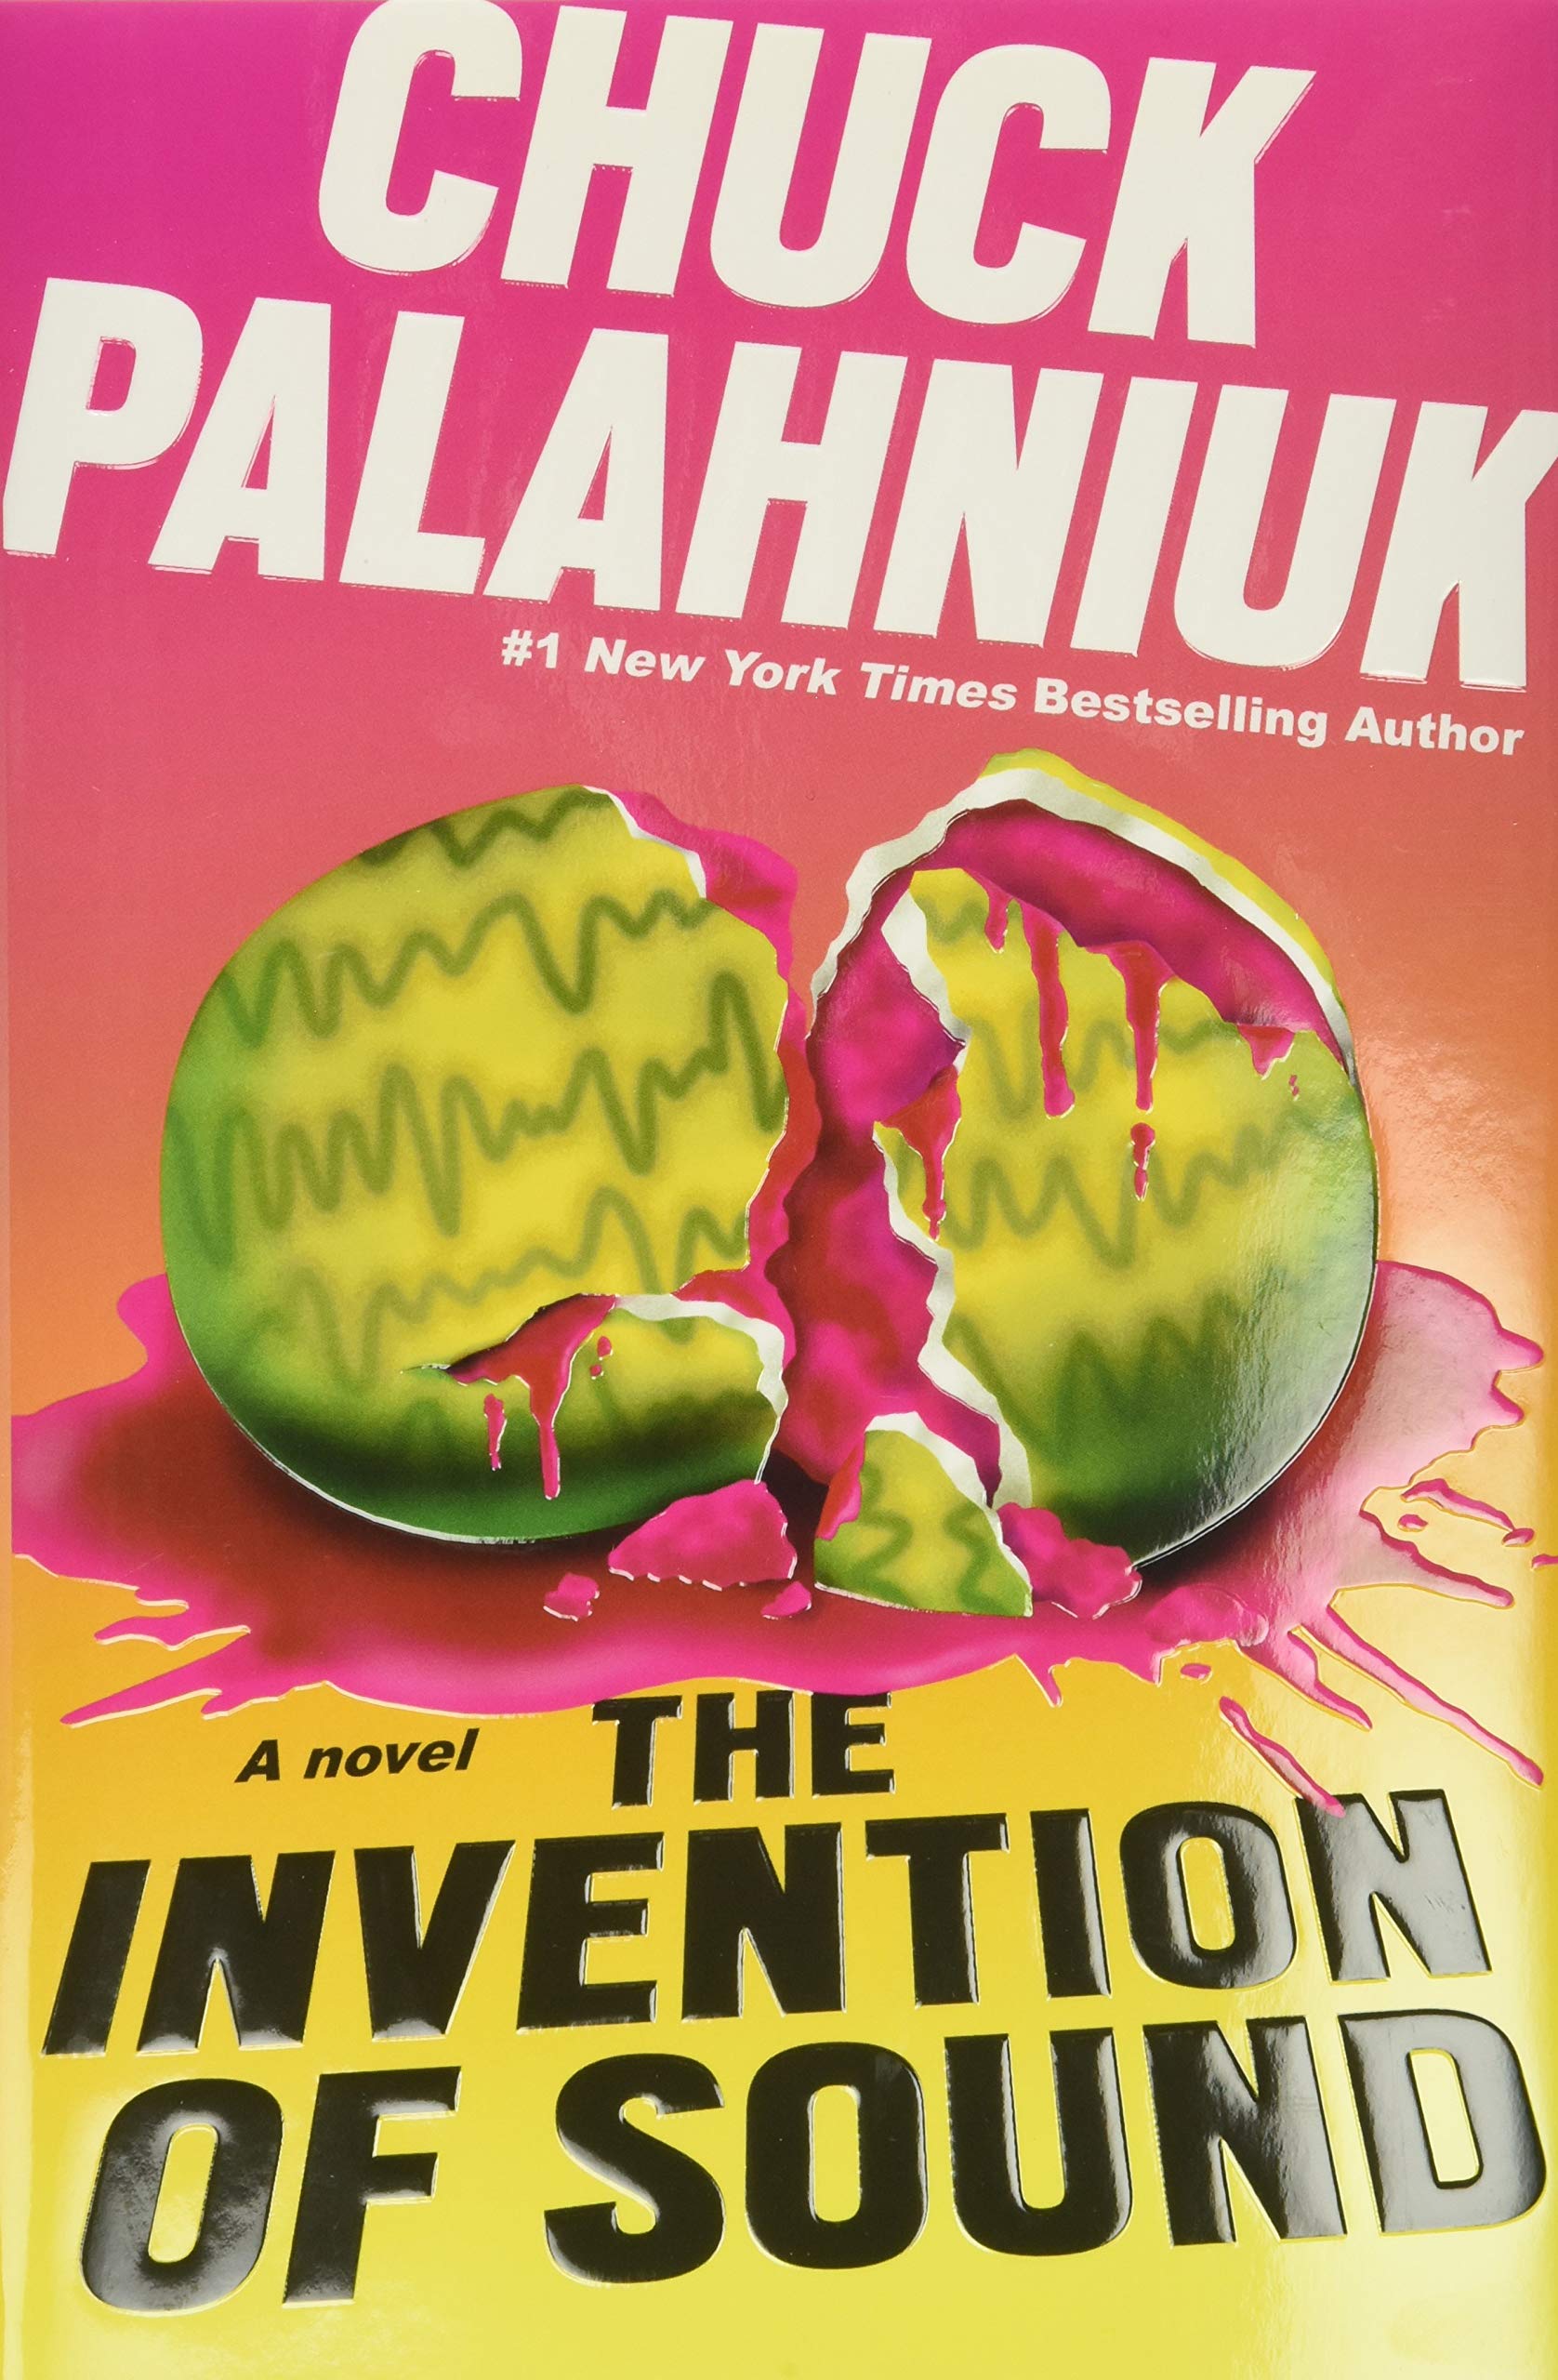 CHUCK
PALAHNIUK
#1 New York Times Bestselling Author
A novel
THE
INVENTION
OF SOUND